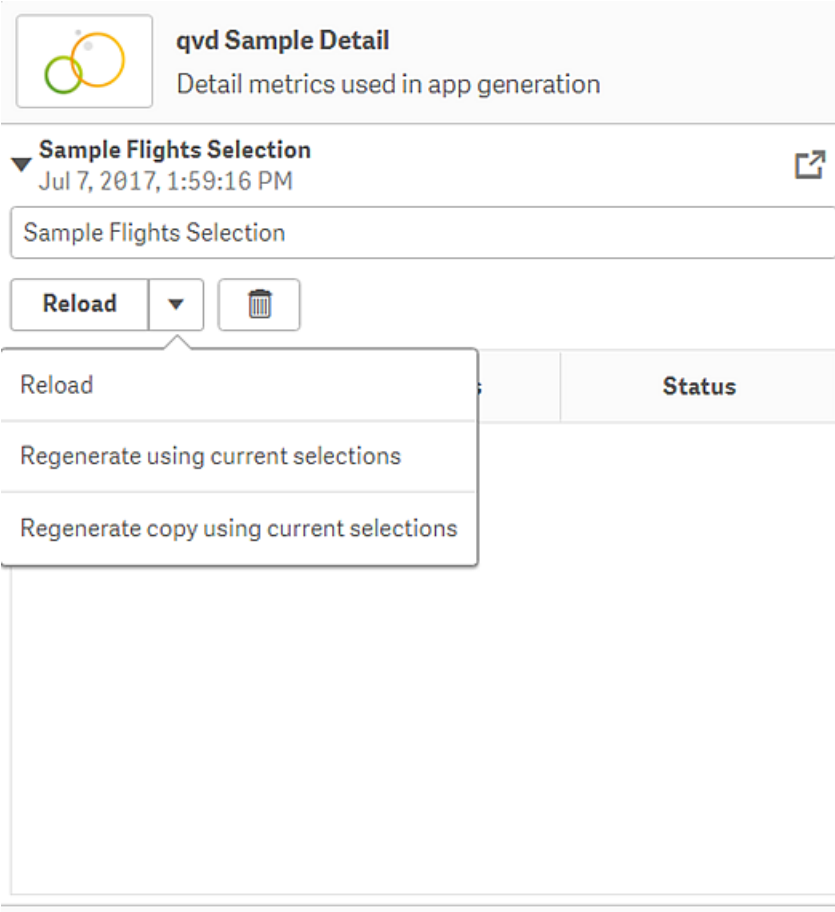 qvd Sample Detail
Detail metrics used in app generation
Sample Flights Selection
Jul 7, 2017, 1:59:16 PM
Sample Flights Selection
Reload
Reload
Status
Regenerate using current selections
Regenerate copy using current selections